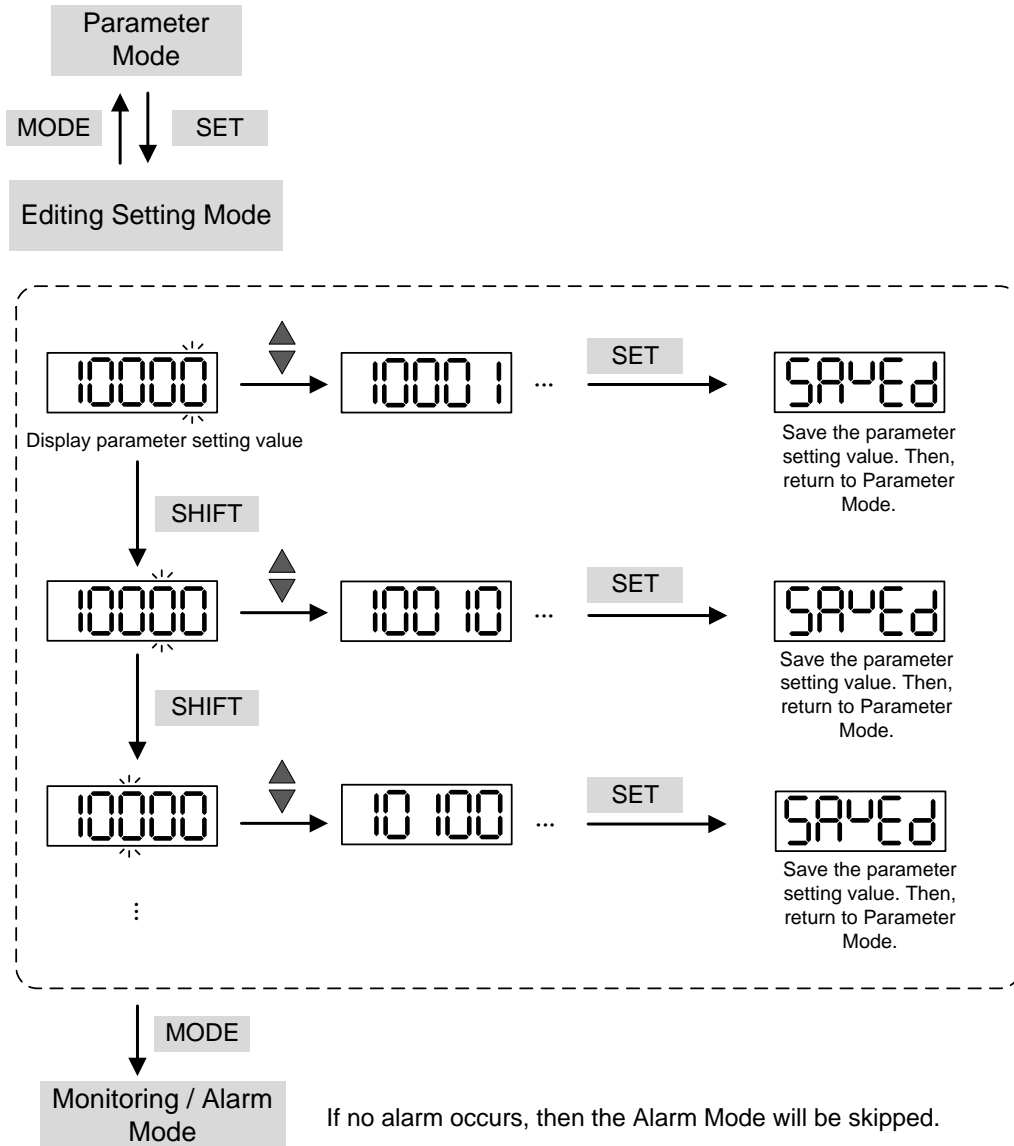 Parameter
Mode
MODE
SET
Editing Setting Mode
10000
10001
...
SET
SAvEd
Display parameter setting value
Save the parameter
setting value. Then,
return to Parameter
Mode.
SHIFT
10000
10010
...
SET
SAvEd
Save the parameter
setting value. Then,
return to Parameter
Mode.
SHIFT
10000
10100
...
SET
SAvEd
Save the parameter
setting value. Then,
return to Parameter
Mode.
...
MODE
Monitoring / Alarm
Mode
If no alarm occurs, then the Alarm Mode will be skipped.